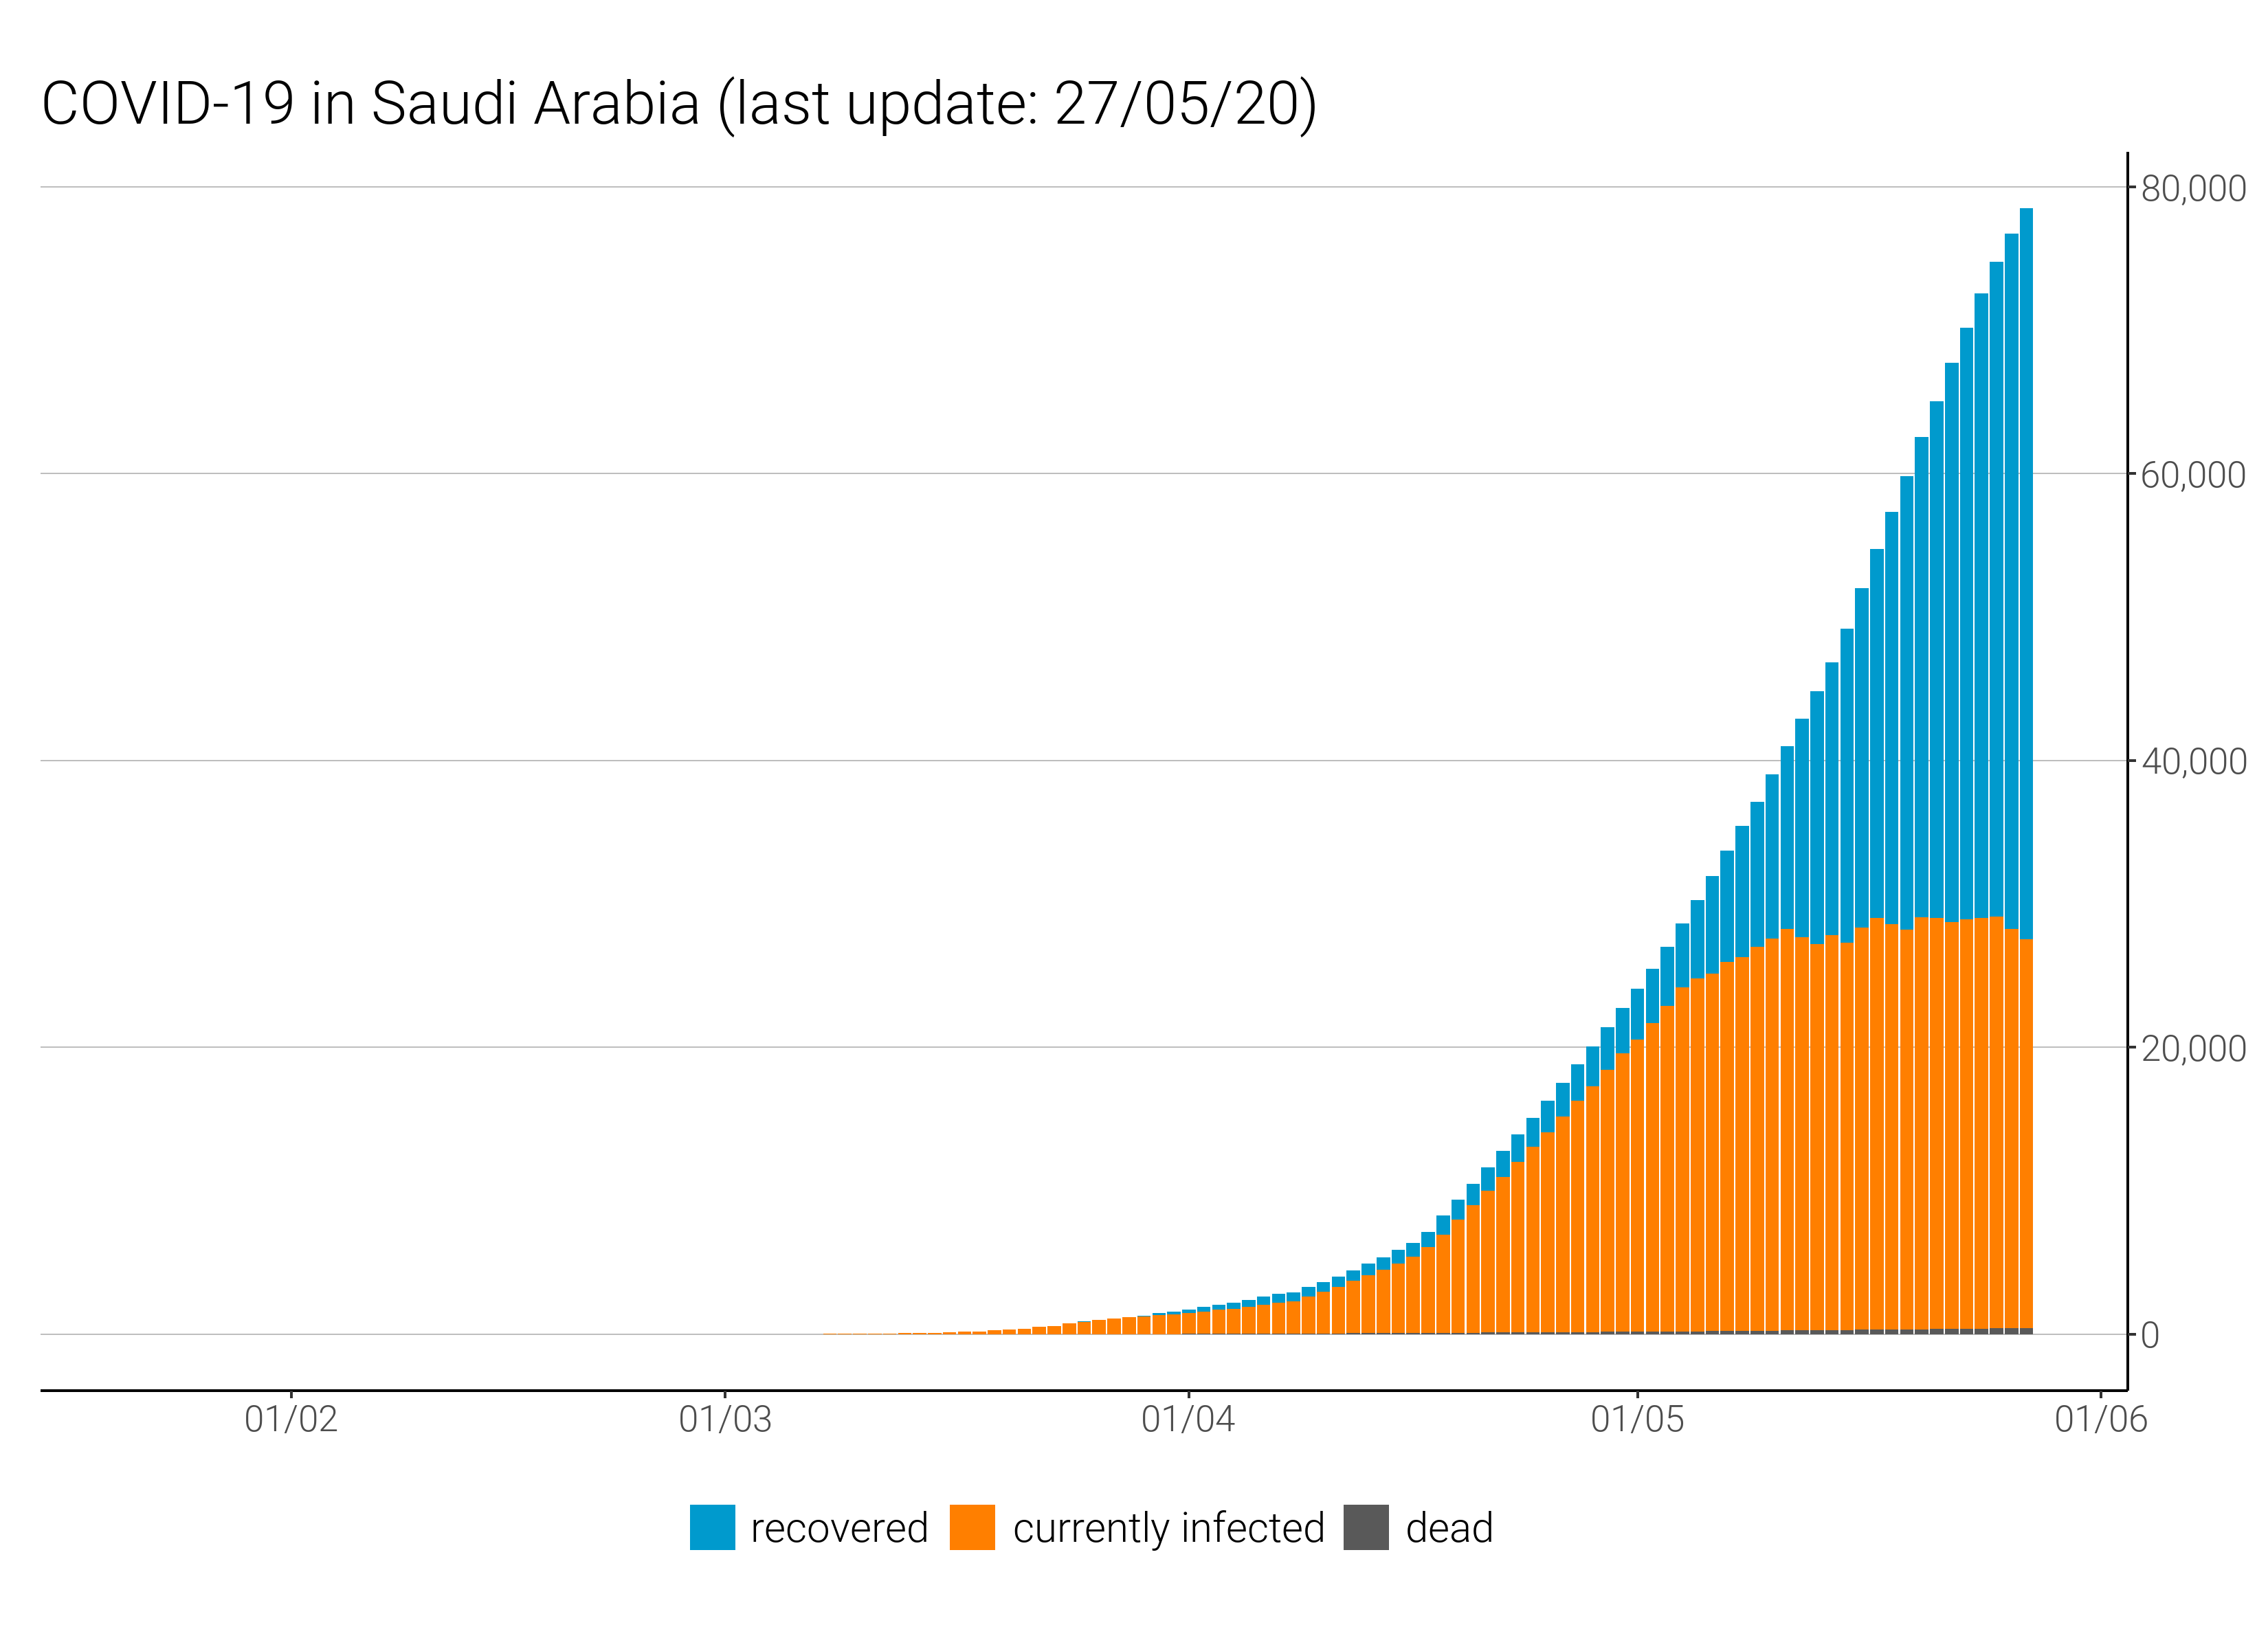 COVID-19 in Saudi Arabia (last update: 27/05/20)
80,000
60,000
40,000
20,000
0
01/02 01/03 01/04 01/05 01/06
recovered currently infected dead